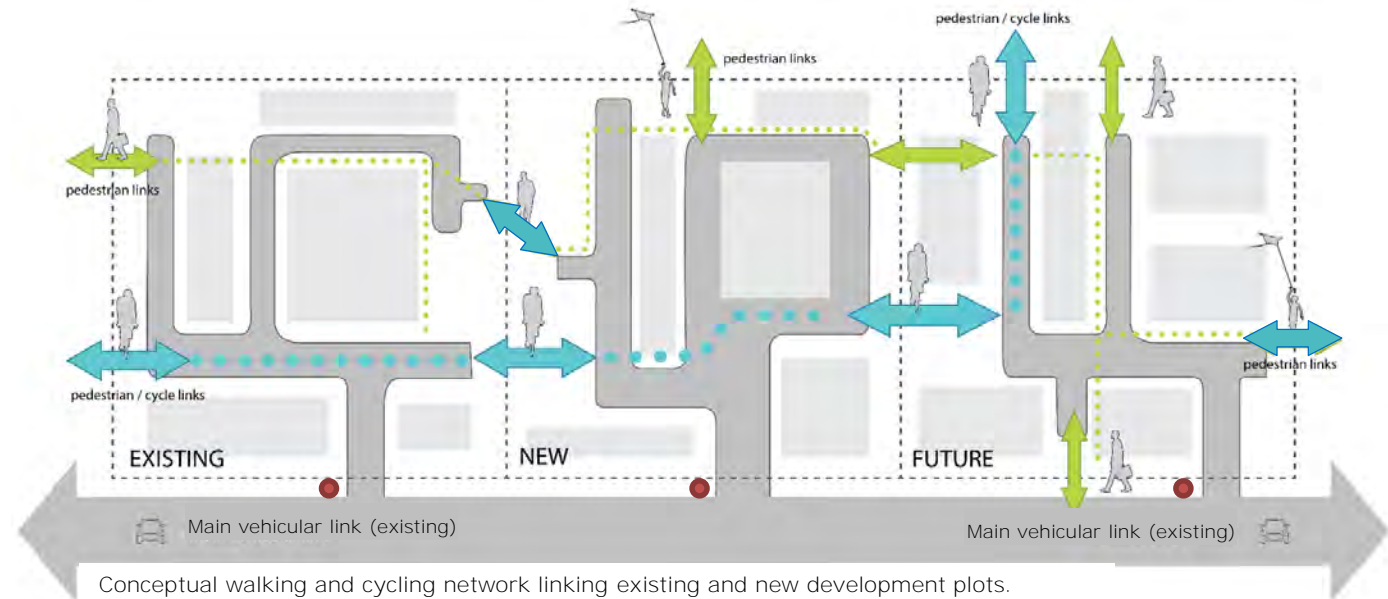 pedestrian / cycle links
pedestrian links
pedestrian links
pedestrian links
pedestrian / cycle links
EXISTING
NEW
FUTURE
Main vehicular link (existing)
Main vehicular link (existing)
Conceptual walking and cycling network linking existing and new development plots.